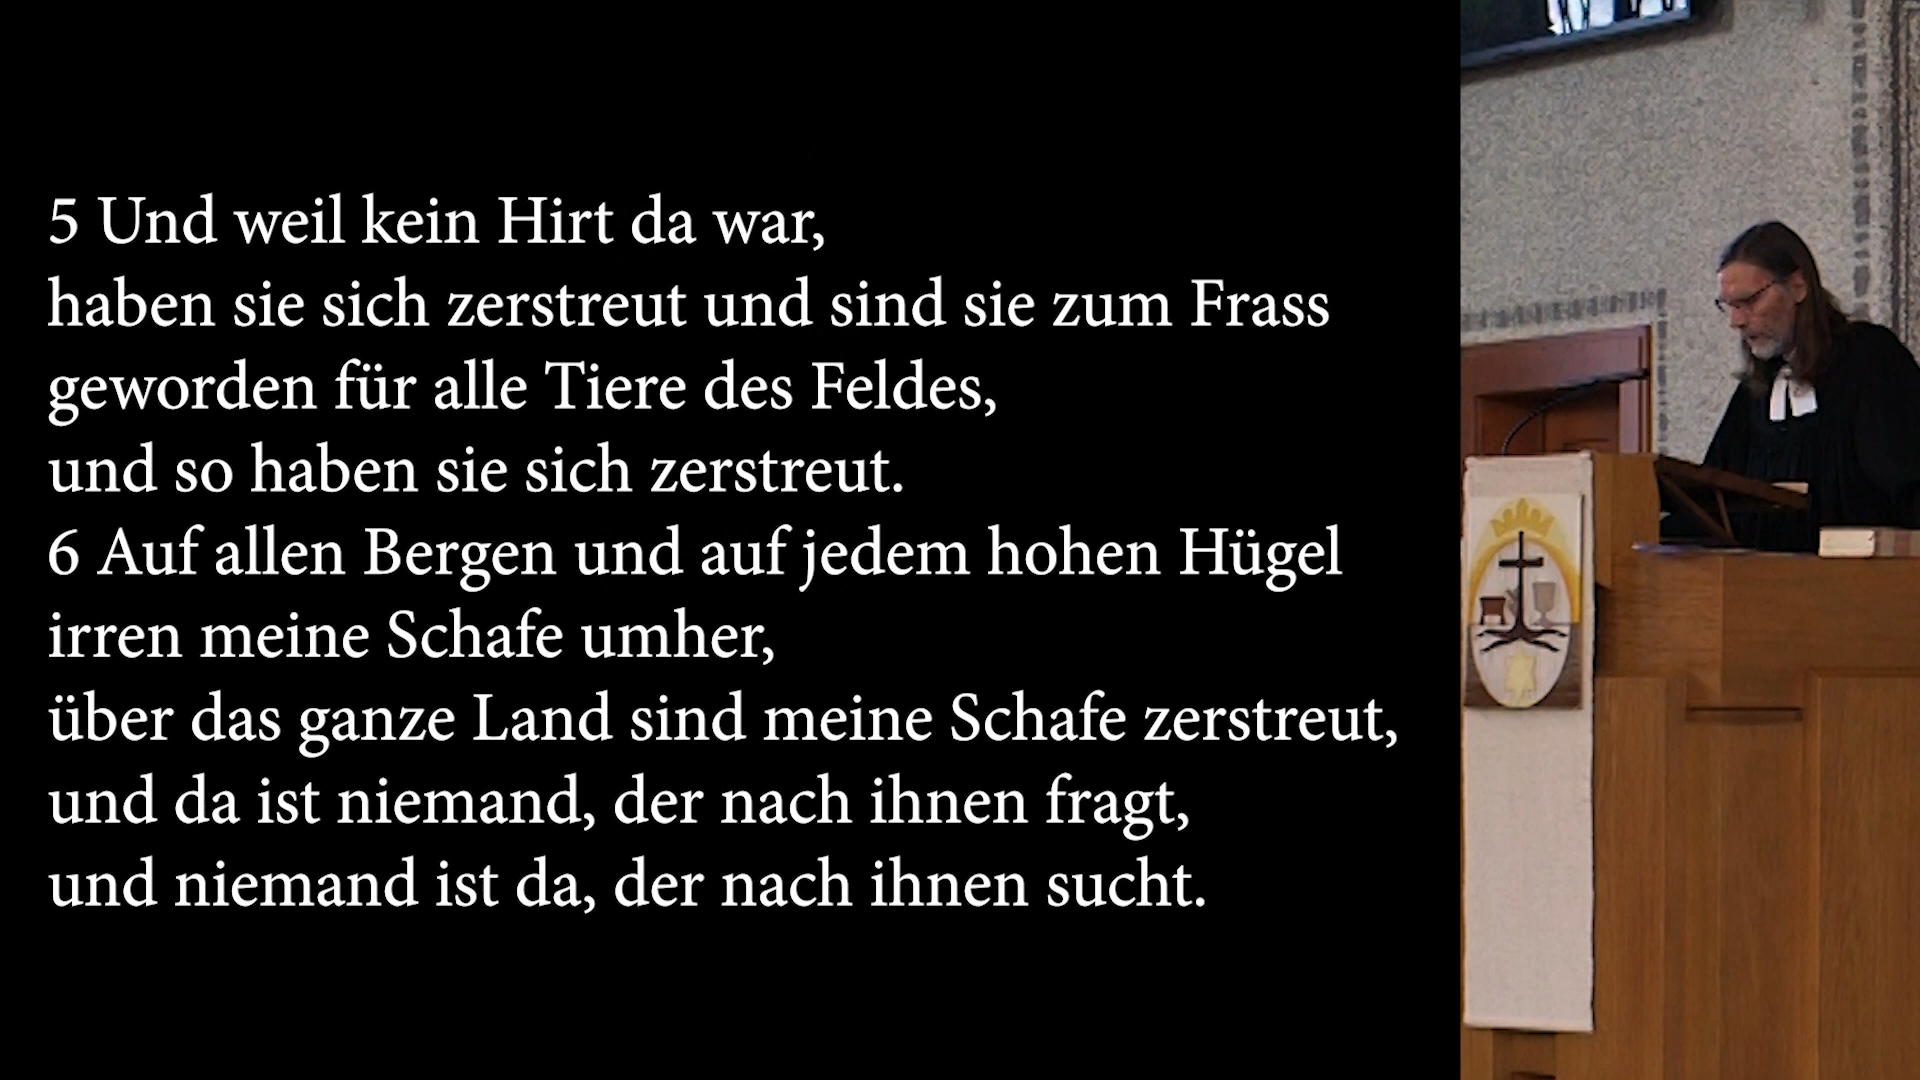 5 Und weil kein Hirt da war,
haben sie sich zerstreut und sind sie zum Frass
geworden für alle Tiere des Feldes,
und so haben sie sich zerstreut.
6 Auf allen Bergen und auf jedem hohen Hügel
irren meine Schafe umher,
über das ganze Land sind meine Schafe zerstreut,
und da ist niemand, der nach ihnen fragt,
und niemand ist da, der nach ihnen sucht.